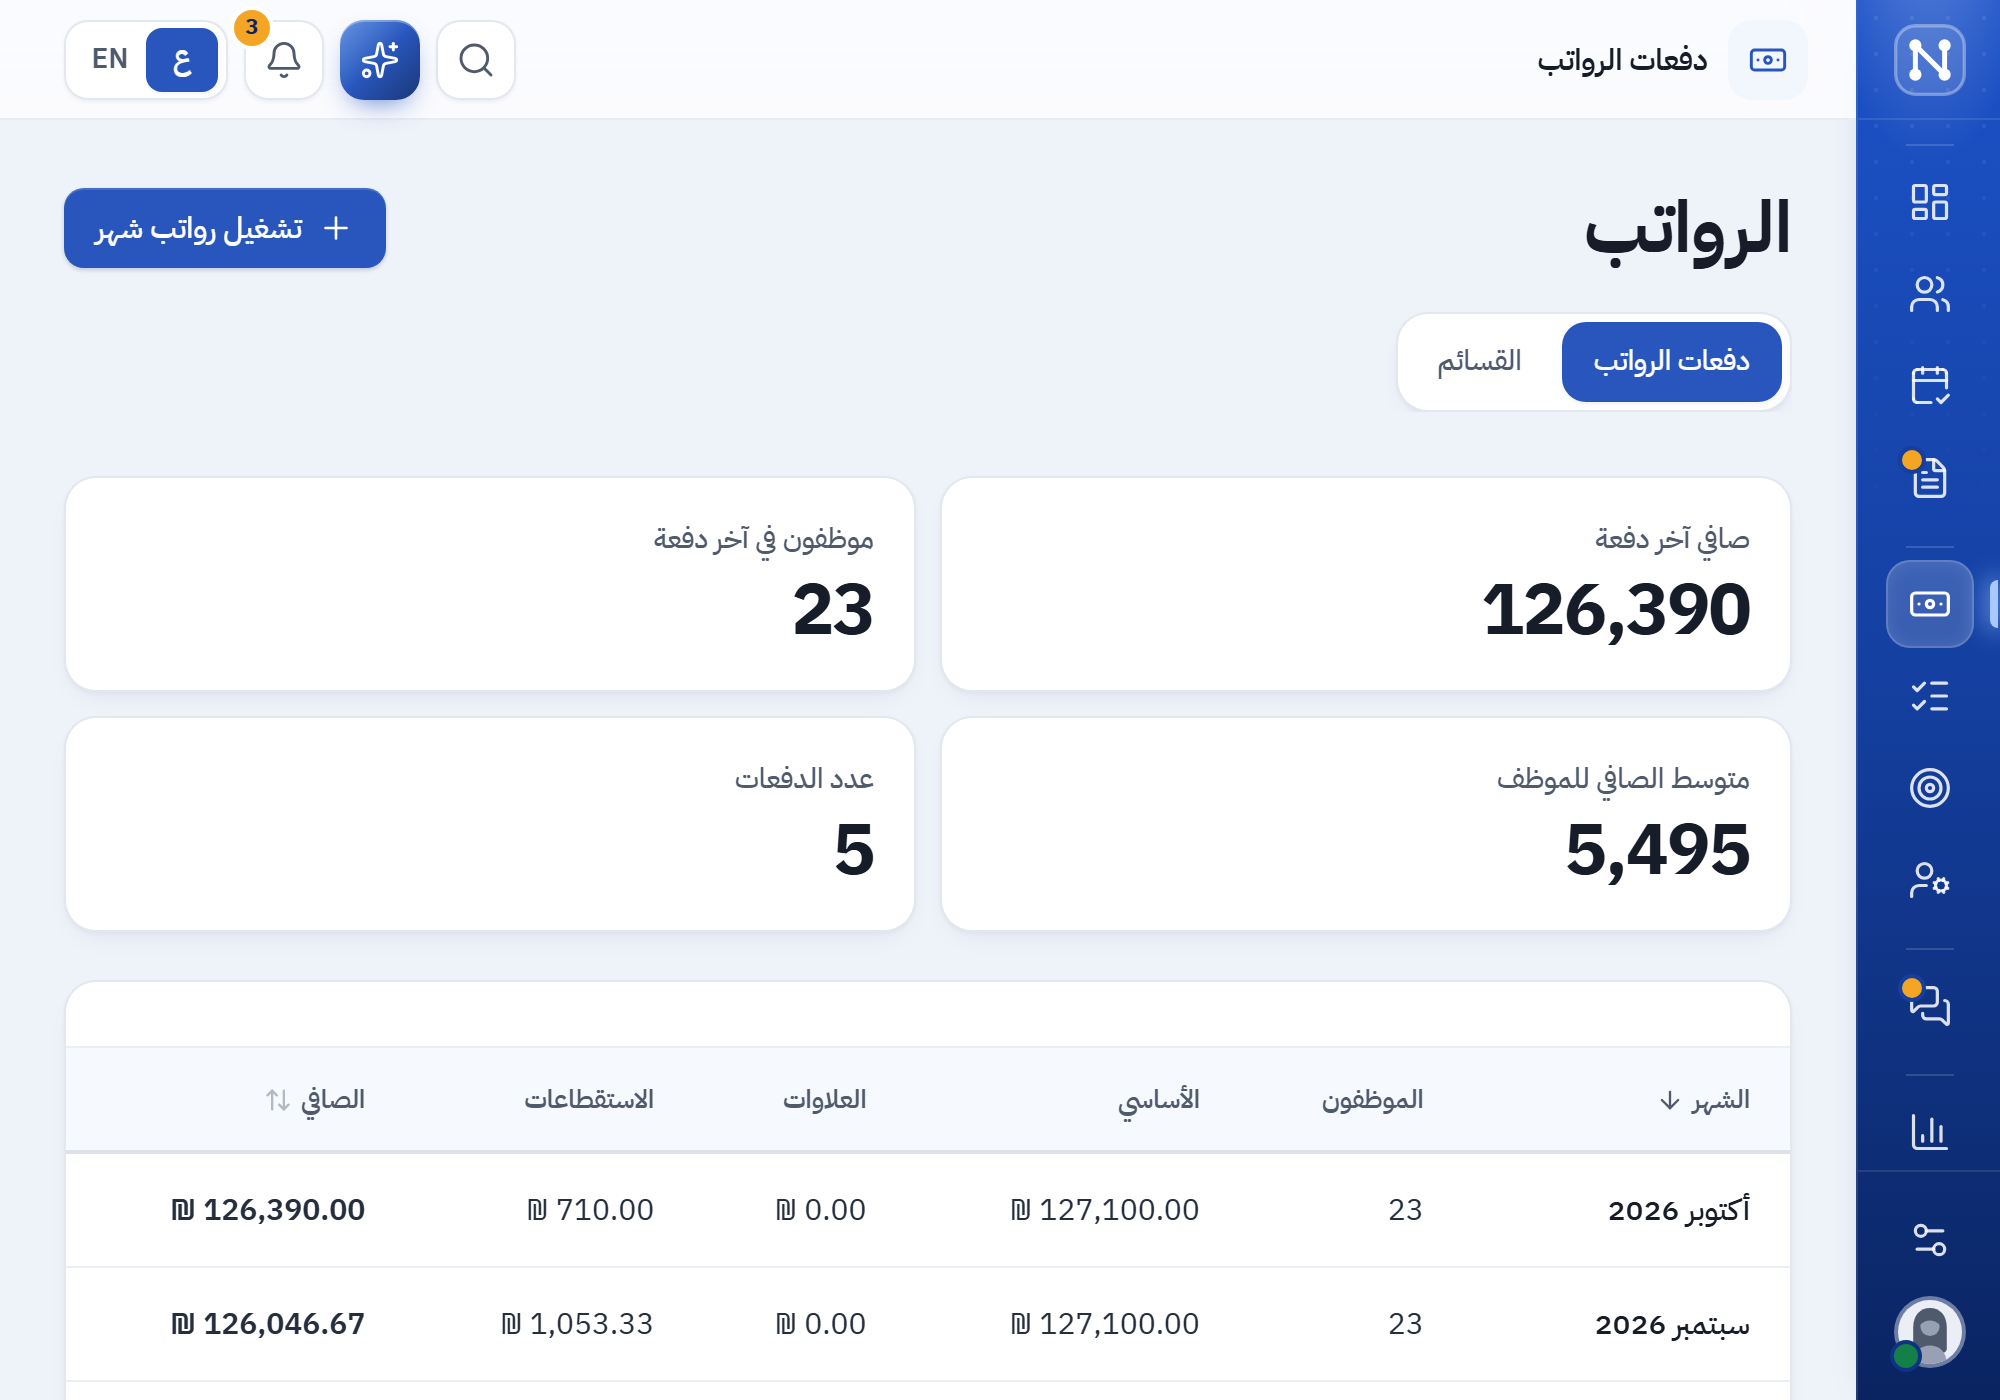 دفعات الرواتب
3
ع EN
الرواتب
تشغيل رواتب شهر
دفعات الرواتب القسائم
صافي آخر دفعة
126,390
موظفون في آخر دفعة
23
متوسط الصافي للموظف
5,495
عدد الدفعات
5
الشهر الموظفون الأساسي العلاوات الاستقطاعات الصافي
أكتوبر 2026 23 127,100.00 ₪ 0.00 ₪ 710.00 ₪ 126,390.00 ₪
سبتمبر 2026 23 127,100.00 ₪ 0.00 ₪ 1,053.33 ₪ 126,046.67 ₪